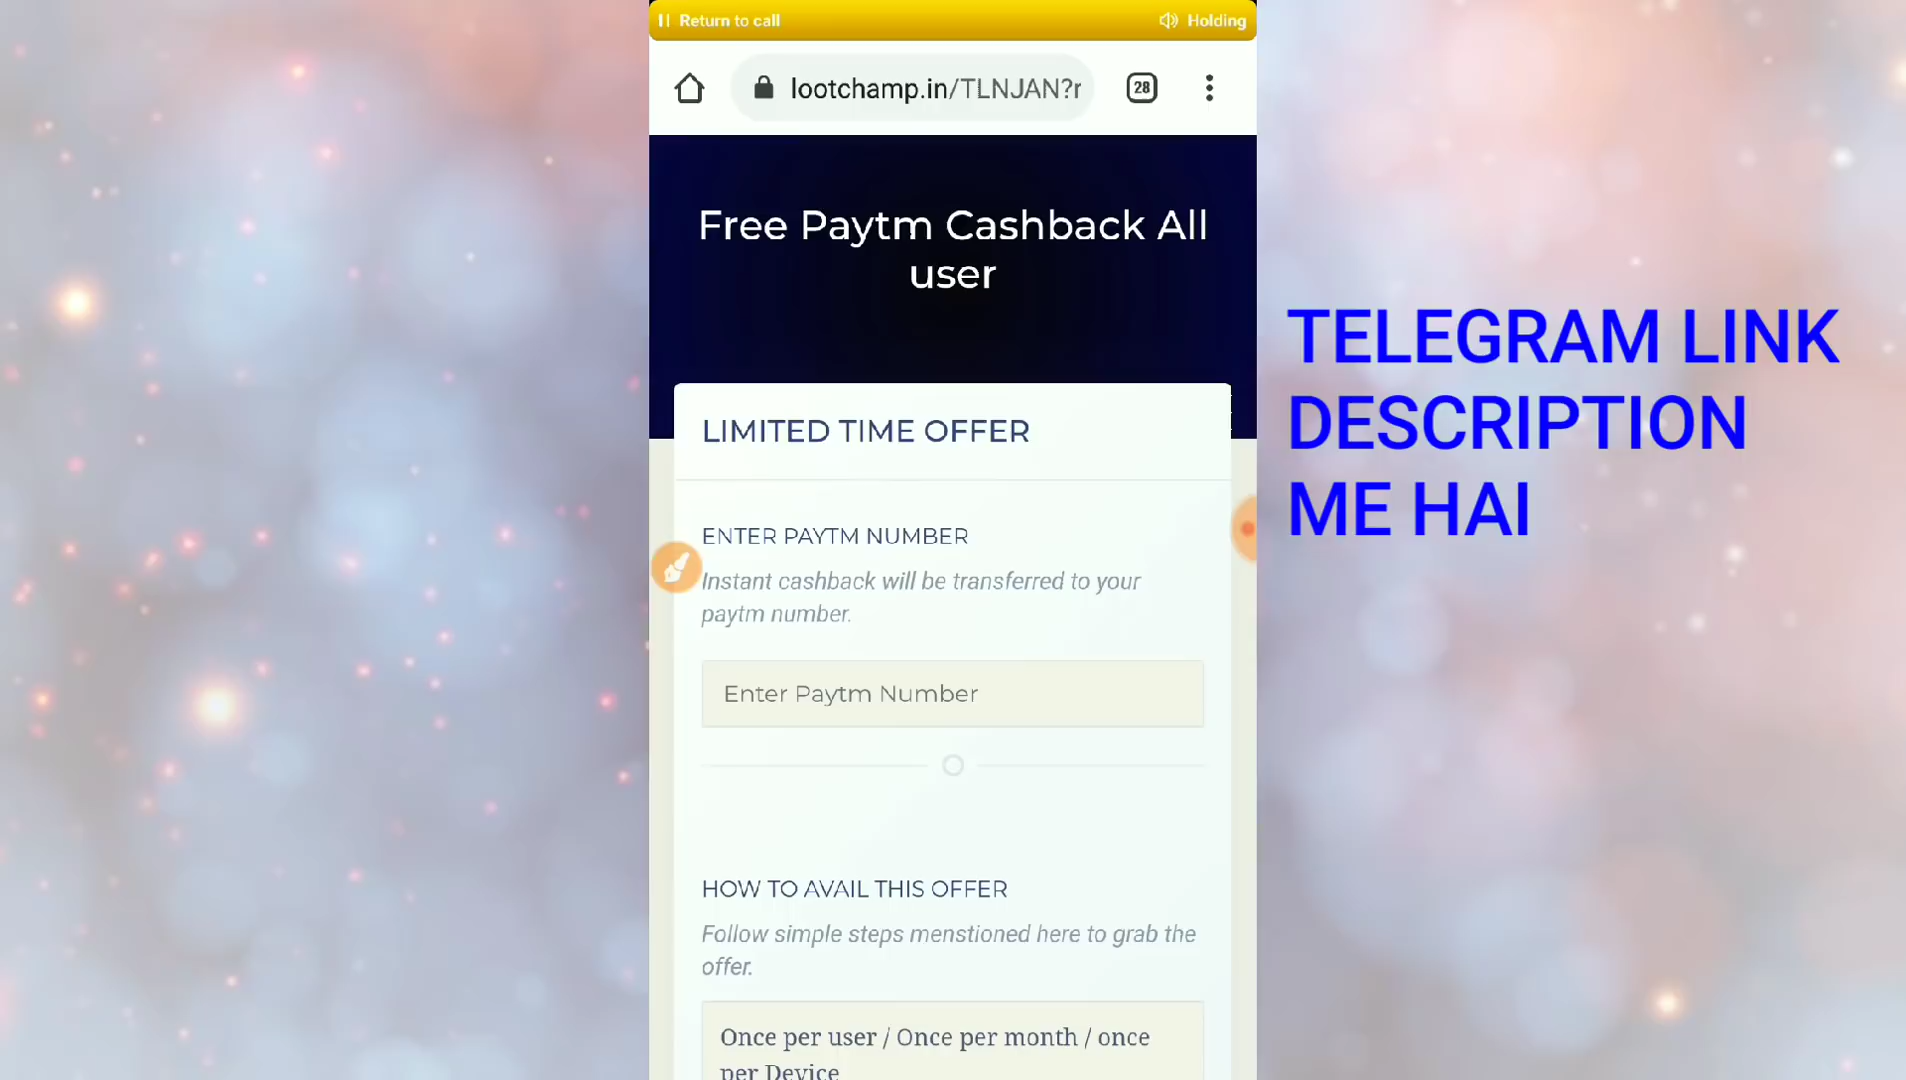 Return to call
Holding
lootchamp.in/TLNJAN?r
28
Free Paytm Cashback All
user
LIMITED TIME OFFER
ENTER PAYTM NUMBER
Instant cashback will be transferred to your
paytm number.
Enter Paytm Number
HOW TO AVAIL THIS OFFER
Follow simple steps menstioned here to grab the
offer.
Once per user / Once per month / once
per Device
TELEGRAM LINK
DESCRIPTION
ME HAI